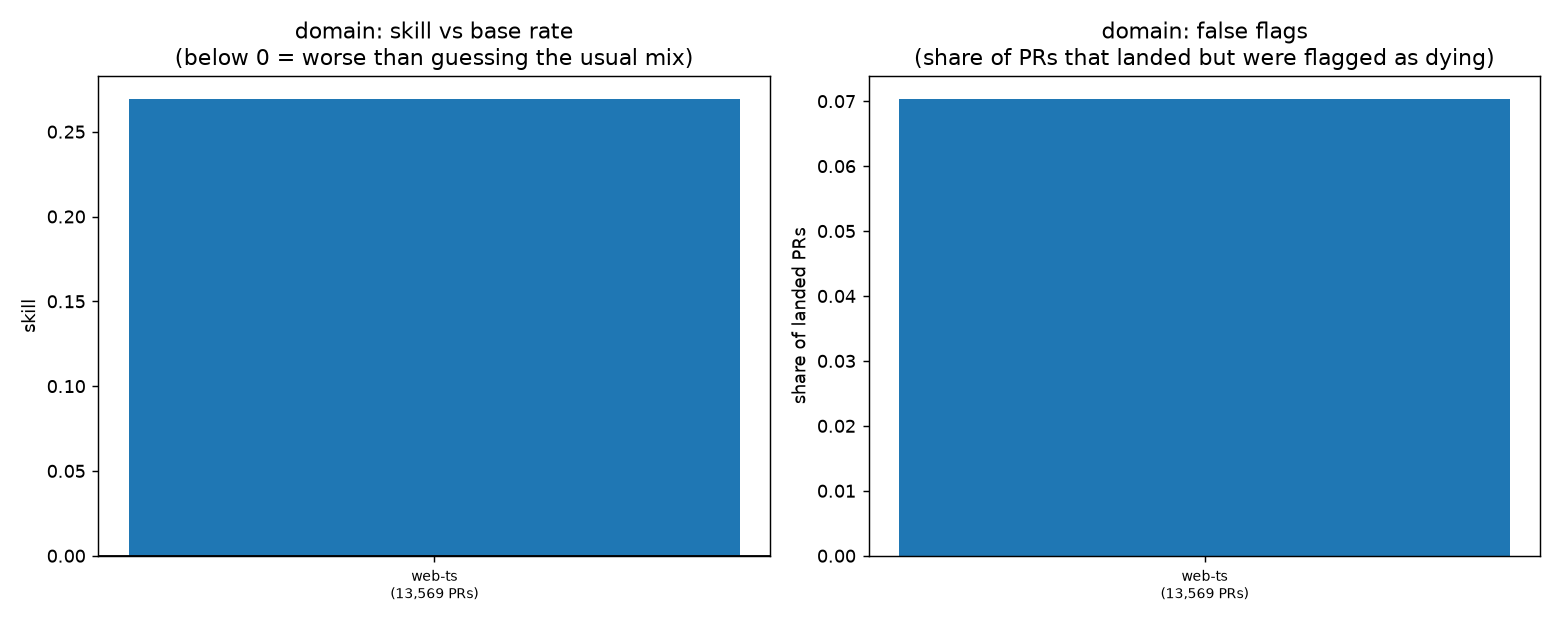 domain: skill vs base rate
(below 0 = worse than guessing the usual mix)
skill
0.25
0.20
0.15
0.10
0.05
0.00
web-ts
(13,569 PRs)
domain: false flags
(share of PRs that landed but were flagged as dying)
share of landed PRs
0.07
0.06
0.05
0.04
0.03
0.02
0.01
0.00
web-ts
(13,569 PRs)